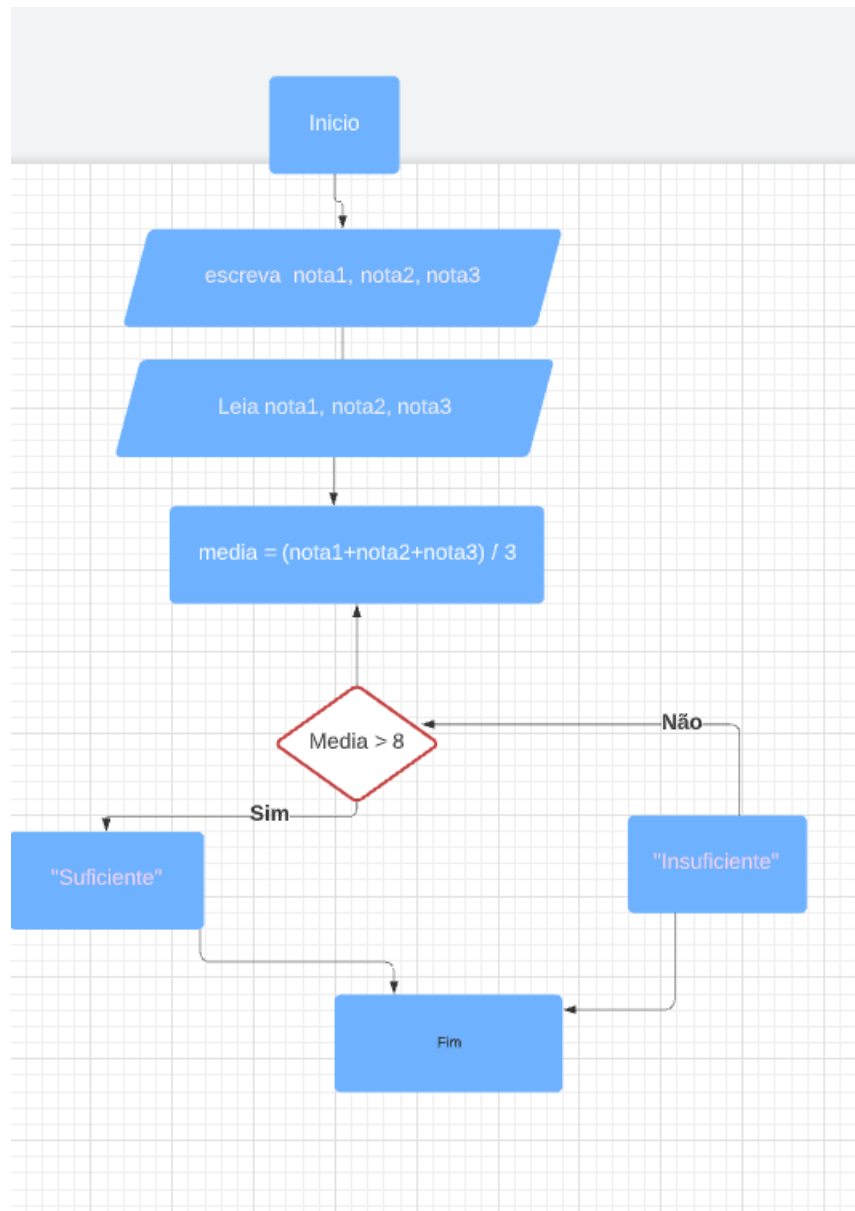 Inicio
escreva nota1, nota2, nota3
Leia nota1, nota2, nota3
media = (nota1+nota2+nota3) / 3
Media > 8
Não
Sim
"Suficiente"
"Insuficiente"
Fim